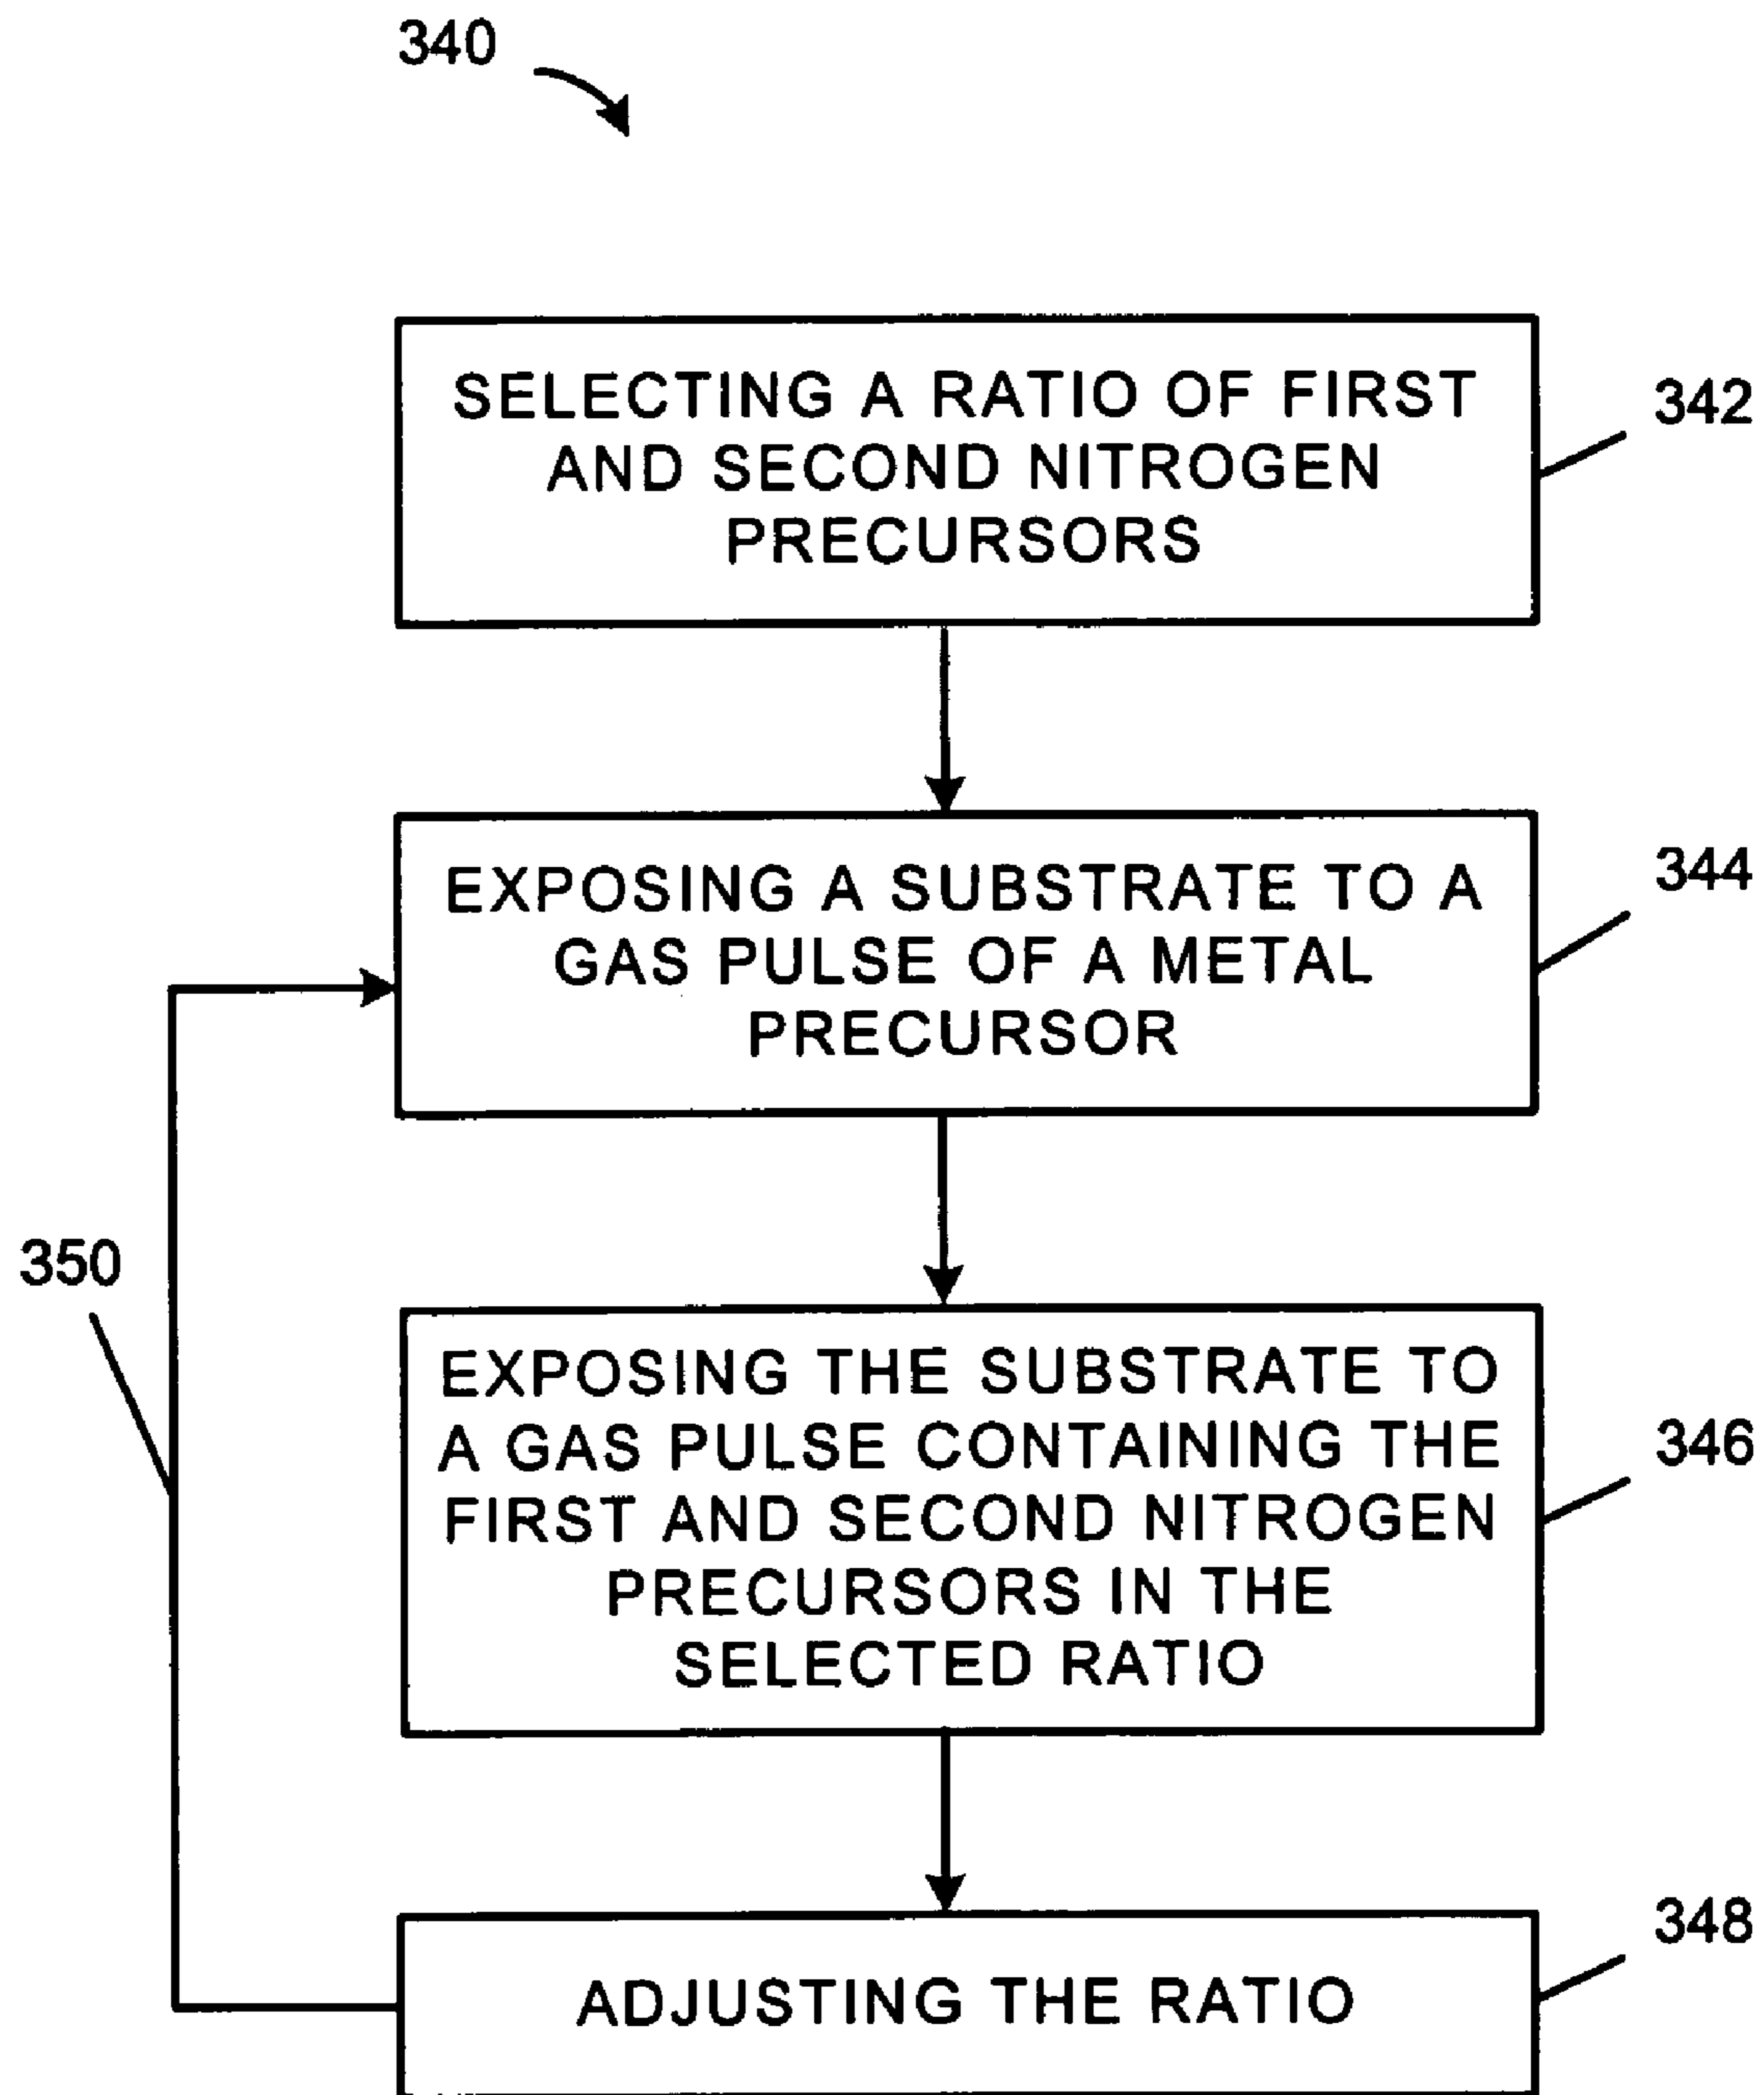 340
SELECTING A RATIO OF FIRST
AND SECOND NITROGEN
PRECURSORS
342
EXPOSING A SUBSTRATE TO A
GAS PULSE OF A METAL
PRECURSOR
344
350
EXPOSING THE SUBSTRATE TO
A GAS PULSE CONTAINING THE
FIRST AND SECOND NITROGEN
PRECURSORS IN THE
SELECTED RATIO
346
ADJUSTING THE RATIO
348